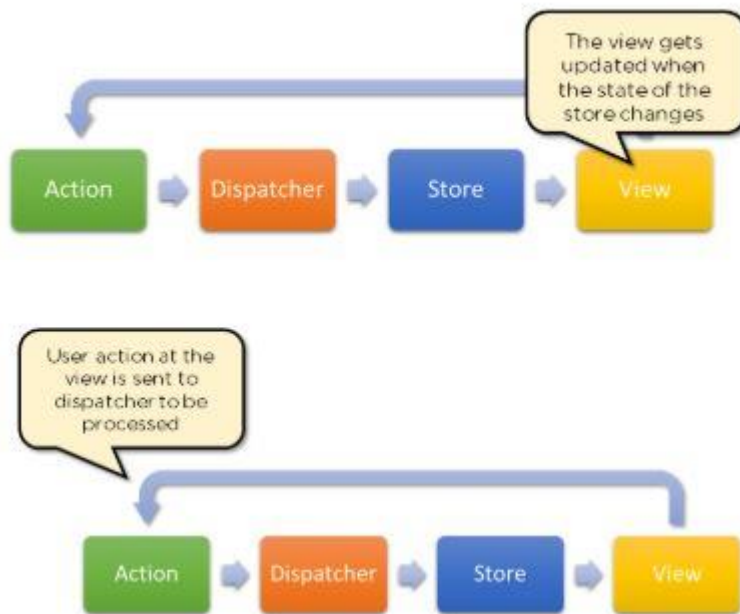 The view gets
updated when
the state of the
store changes
Action
Dispatcher
Store
View
User action at the
view is sent to
dispatcher to be
processed
Action
Dispatcher
Store
View